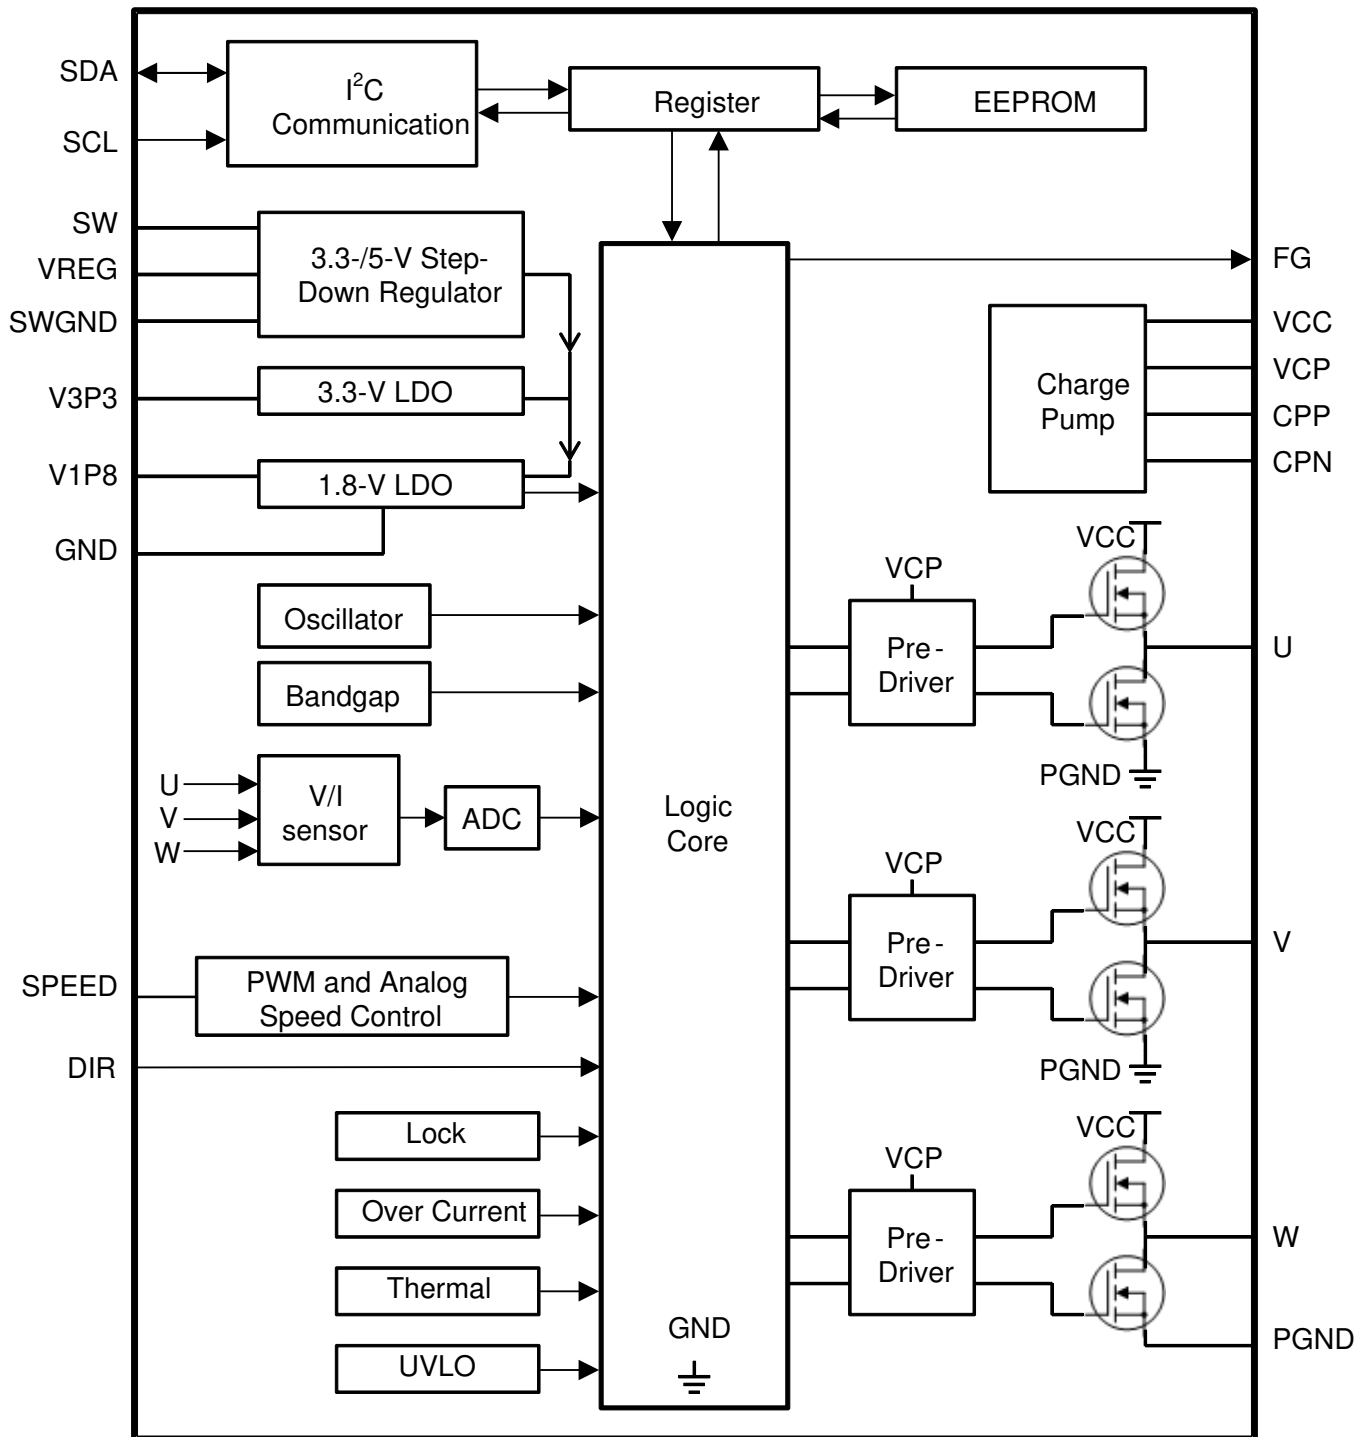 SDA
SCL
I2C
Communication
Register
EEPROM
SW
VREG
SWGND
3.3-/5-V Step-
Down Regulator
V3P3
3.3-V LDO
V1P8
1.8-V LDO
GND
Oscillator
Bandgap
U
V
W
V/I
sensor
ADC
SPEED
PWM and Analog
Speed Control
DIR
Lock
Over Current
Thermal
UVLO
Logic
Core
GND
FG
Charge
Pump
VCC
VCP
CPP
CPN
VCP
Pre-
Driver
VCC
PGND
U
VCP
Pre-
Driver
VCC
PGND
V
VCP
Pre-
Driver
VCC
W
PGND